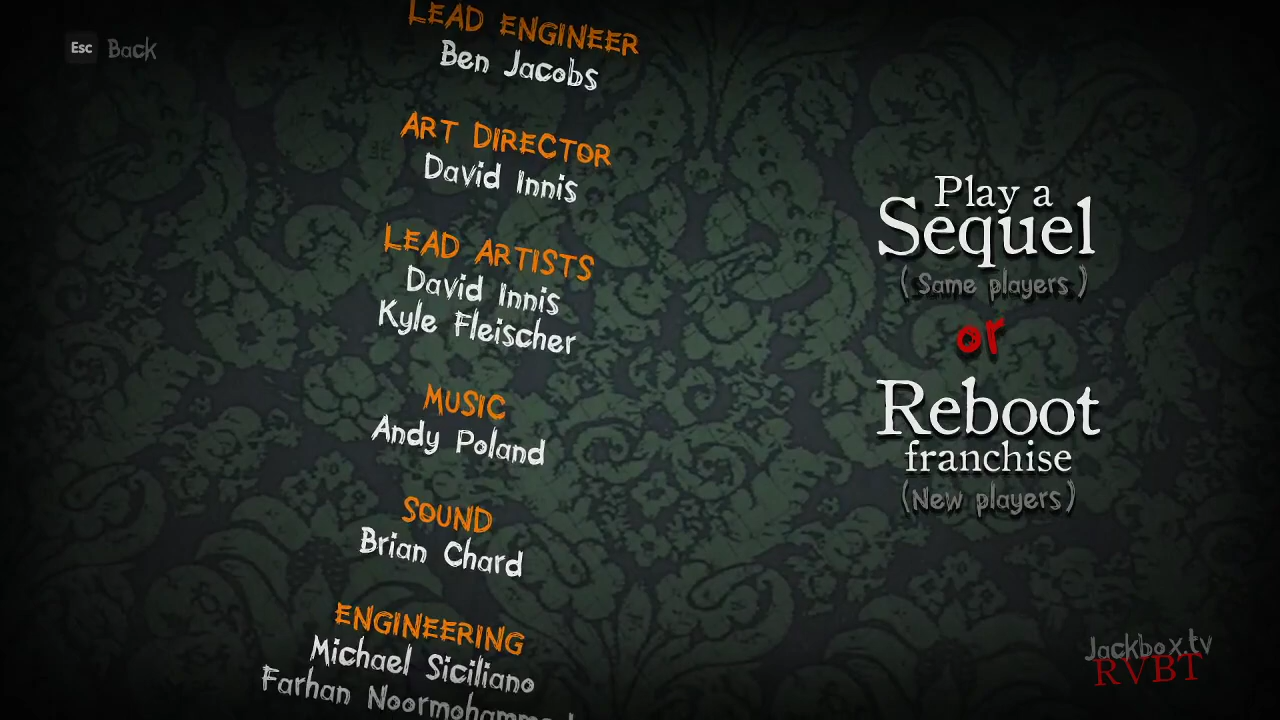 Esc Back
LEAD ENGINEER
Ben Jacobs
ART DIRECTOR
David Innis
LEAD ARTISTS
David Innis
Kyle Fleischer
MUSIC
Andy Poland
SOUND
Brian Chard
ENGINEERING
Michael Siciliano
Farhan
Play a
Sequel
(Same players)
or
Reboot
franchise
(New players)
Jackbox.tv
RVBT